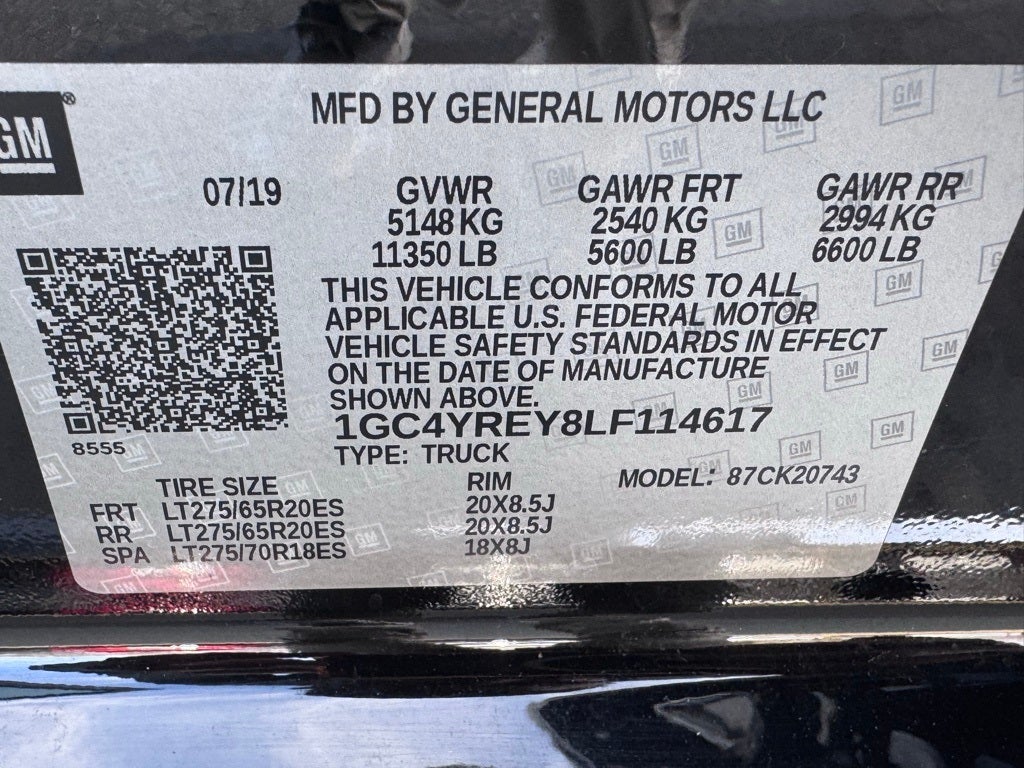 GM®
MFD BY GENERAL MOTORS LLC
07/19 GVWR GAWR FRT GAWR RR
5148 KG 2540 KG 2994 KG
11350 LB 5600 LB 6600 LB
THIS VEHICLE CONFORMS TO ALL
APPLICABLE U.S. FEDERAL MOTOR
VEHICLE SAFETY STANDARDS IN EFFECT
ON THE DATE OF MANUFACTURE
SHOWN ABOVE.
1GC4YREY8LF114617
8555
TYPE: TRUCK
MODEL: 87CK20743
TIRE SIZE RIM
FRT LT275/65R20ES 20X8.5J
RR LT275/65R20ES 20X8.5J
SPA LT275/70R18ES 18X8J